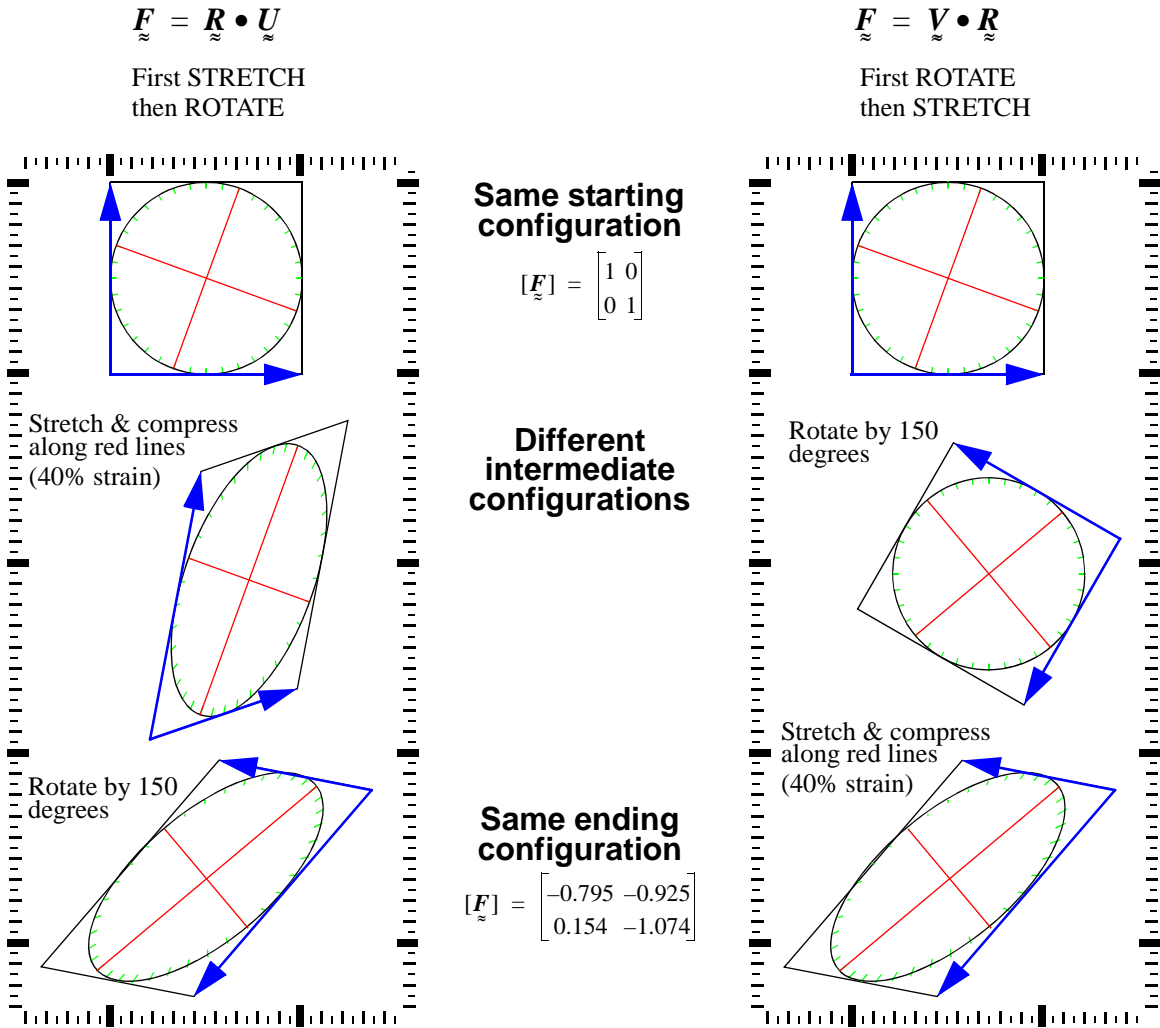 F = R • U
F = V • R
First STRETCH
then ROTATE
First ROTATE
then STRETCH
Same starting
configuration
[F] = [1 0
0 1]
Stretch & compress
along red lines
(40% strain)
Different
intermediate
configurations
Rotate by 150
degrees
Rotate by 150
degrees
Same ending
configuration
[F] = [–0.795 –0.925
0.154 –1.074]
Stretch & compress
along red lines
(40% strain)